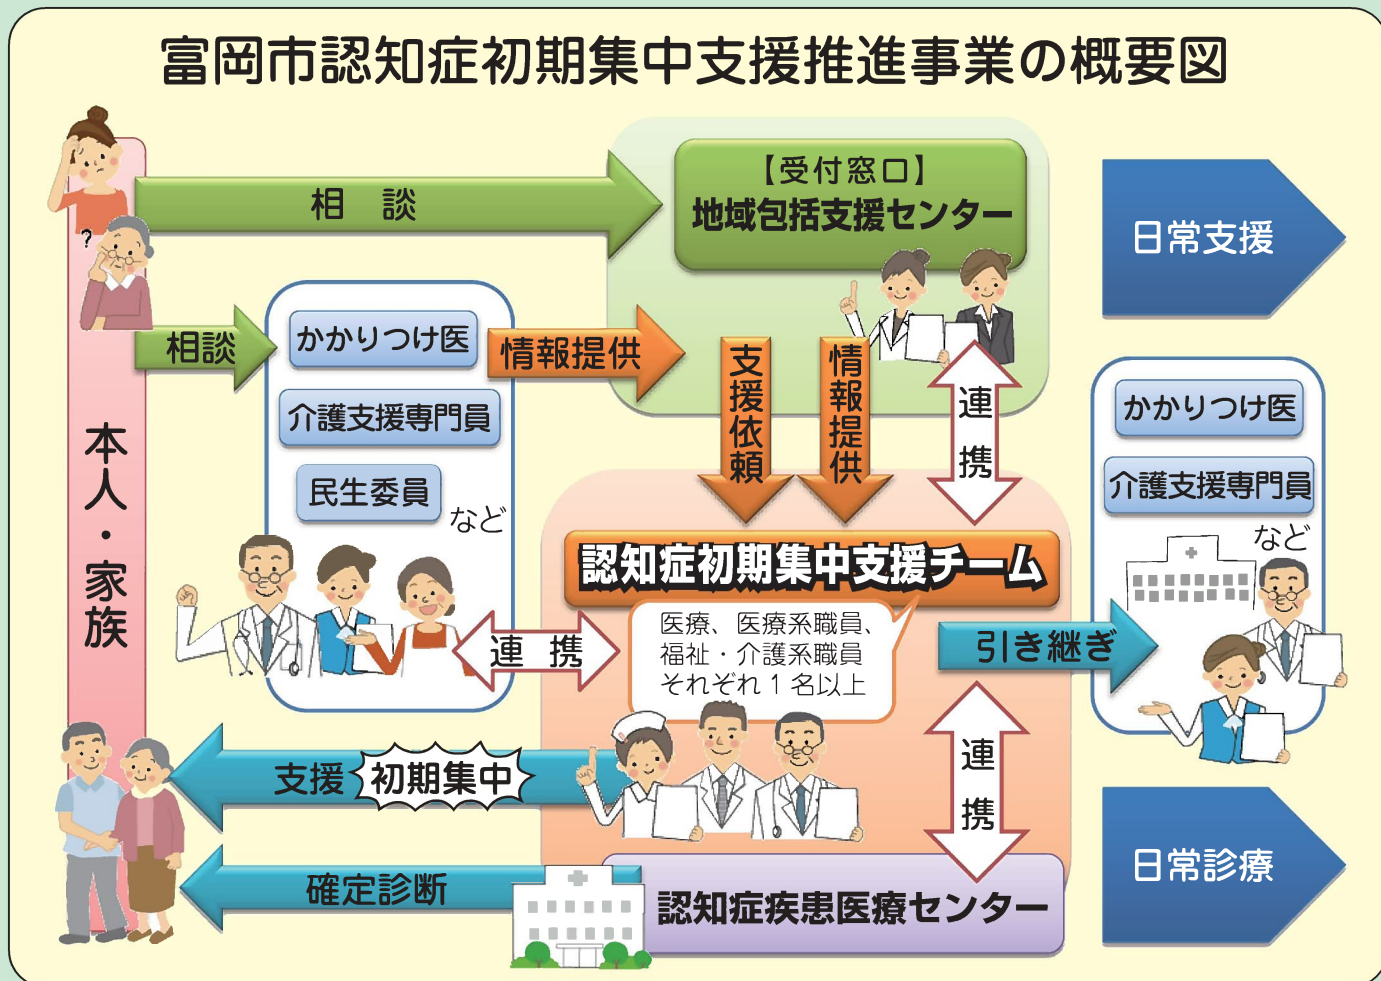 富岡市認知症初期集中支援推進事業の概要図
相　談
【受付窓口】
地域包括支援センター
日常支援
?
相談
かかりつけ医
介護支援専門員
民生委員
など
情報提供
支援依頼
情報提供
連携
本人・家族
かかりつけ医
介護支援専門員
など
認知症初期集中支援チーム
医療、医療系職員、
福祉・介護系職員
それぞれ1名以上
連　携
引き継ぎ
連携
支援
初期集中
確定診断
認知症疾患医療センター
日常診療